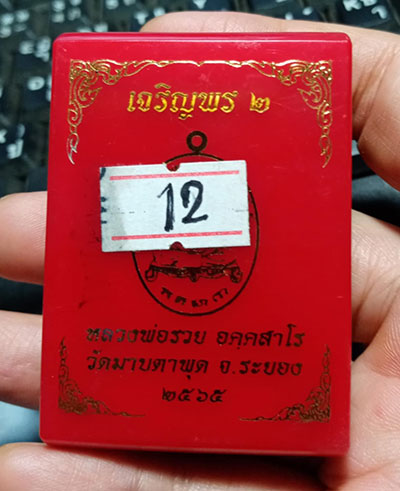 เจริญพร ๒
12
หลวงพ่อรวย อคฺคสาโร
วัดมาบตาพุด จ.ระยอง
๒๕๖๕